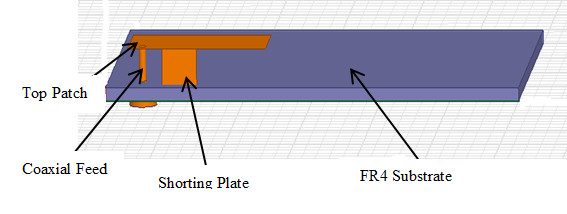 Top Patch
Coaxial Feed
Shorting Plate
FR4 Substrate